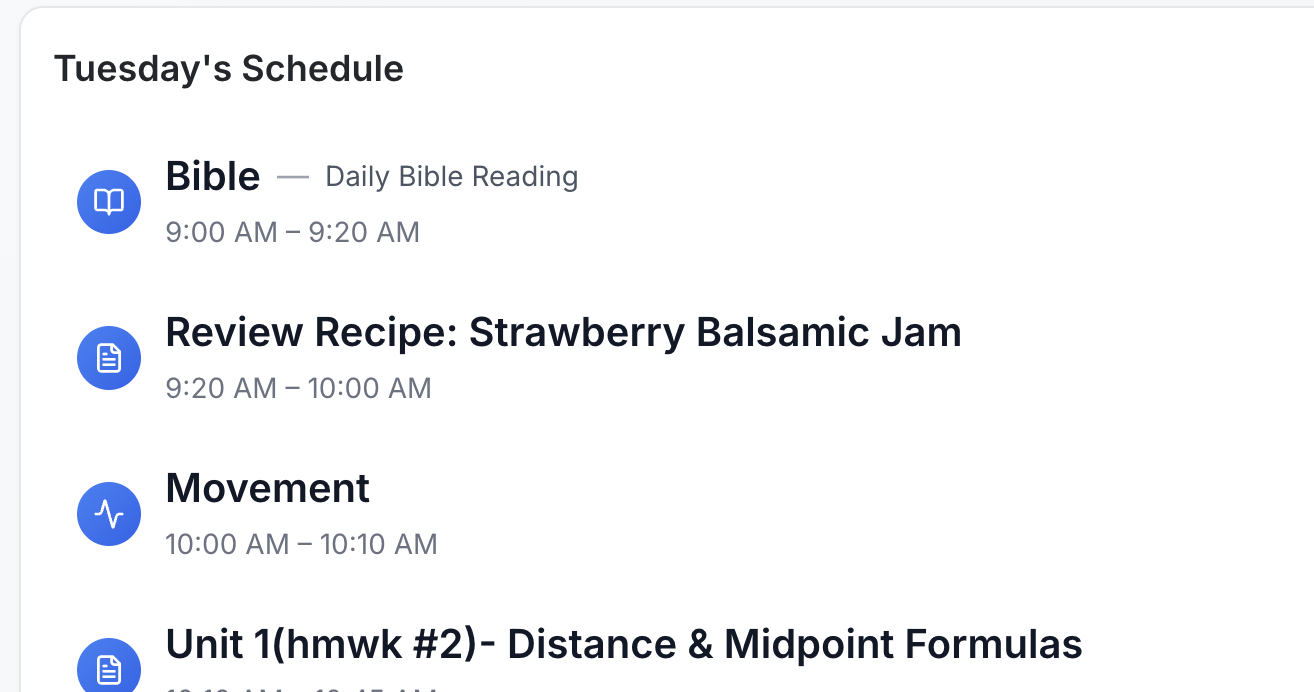 Tuesday's Schedule
Bible — Daily Bible Reading
9:00 AM – 9:20 AM
Review Recipe: Strawberry Balsamic Jam
9:20 AM – 10:00 AM
Movement
10:00 AM – 10:10 AM
Unit 1(hmwk #2)- Distance & Midpoint Formulas